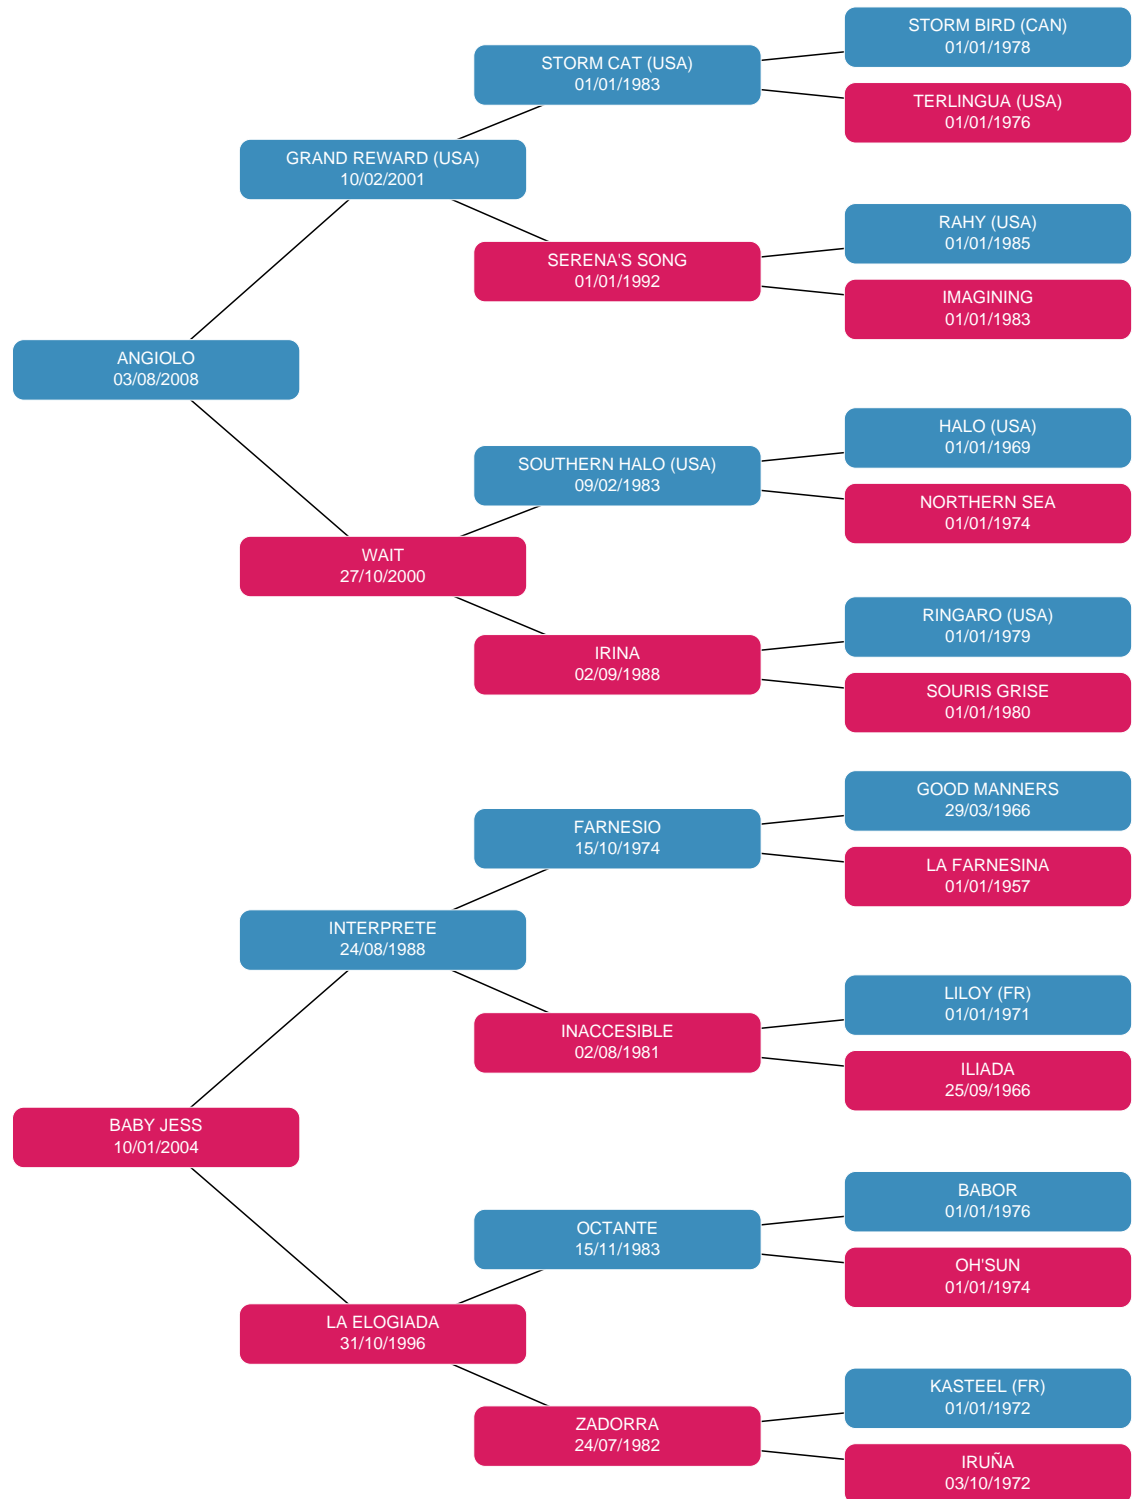 STORM BIRD (CAN)
01/01/1978
STORM CAT (USA)
01/01/1983
TERLINGUA (USA)
01/01/1976
GRAND REWARD (USA)
10/02/2001
RAHY (USA)
01/01/1985
SERENA'S SONG
01/01/1992
IMAGINING
01/01/1983
ANGIOLO
03/08/2008
HALO (USA)
01/01/1969
SOUTHERN HALO (USA)
09/02/1983
NORTHERN SEA
01/01/1974
WAIT
27/10/2000
RINGARO (USA)
01/01/1979
IRINA
02/09/1988
SOURIS GRISE
01/01/1980
GOOD MANNERS
29/03/1966
FARNESIO
15/10/1974
LA FARNESINA
01/01/1957
INTERPRETE
24/08/1988
LILOY (FR)
01/01/1971
INACCESIBLE
02/08/1981
ILIADA
25/09/1966
BABY JESS
10/01/2004
BABOR
01/01/1976
OCTANTE
15/11/1983
OH'SUN
01/01/1974
LA ELOGIADA
31/10/1996
KASTEEL (FR)
01/01/1972
ZADORRA
24/07/1982
IRUÑA
03/10/1972